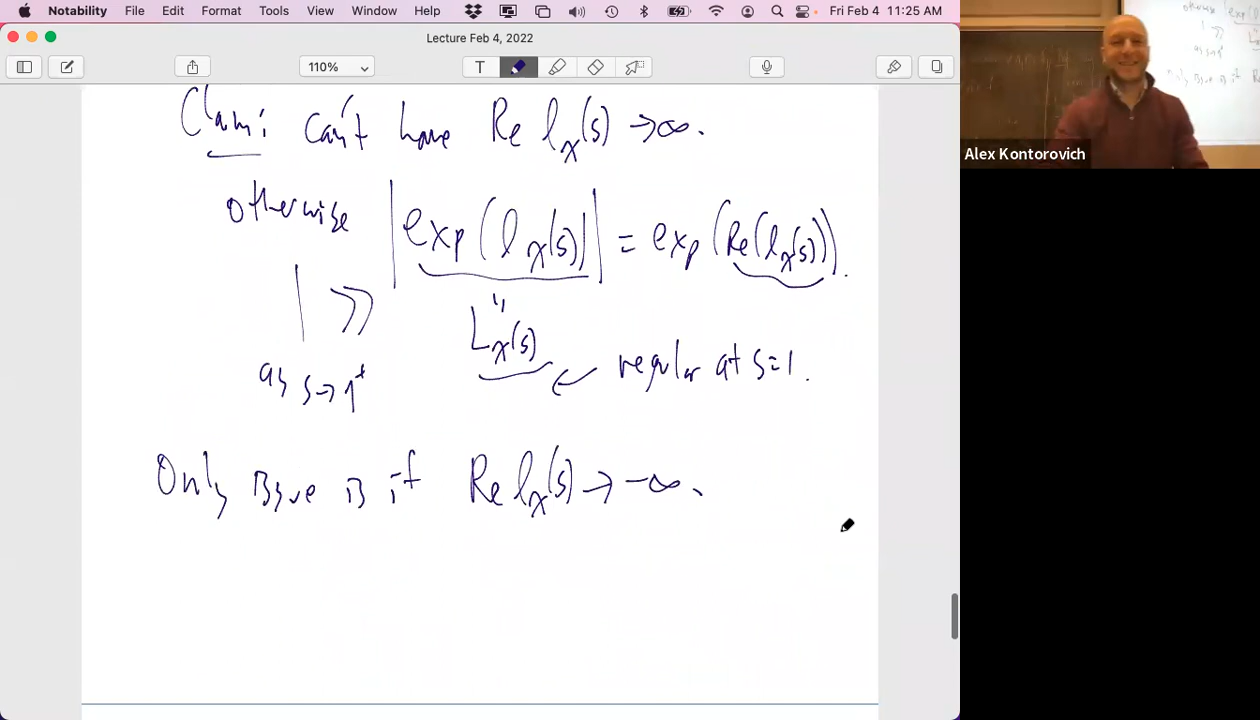 Notability File Edit Format View Tools Window Help Fri Feb 4 11:25 AM
Lecture Feb 4, 2022
110%
T
Claim: Can't have Re l_χ(s) → ∞.
otherwise |exp(l_χ(s)| = exp(Re(l_χ(s))).
1 ≫ L_χ(s)
as s→1⁺
regular at s=1.
Only issue is if Re l_χ(s) → -∞.
Alex Kontorovich